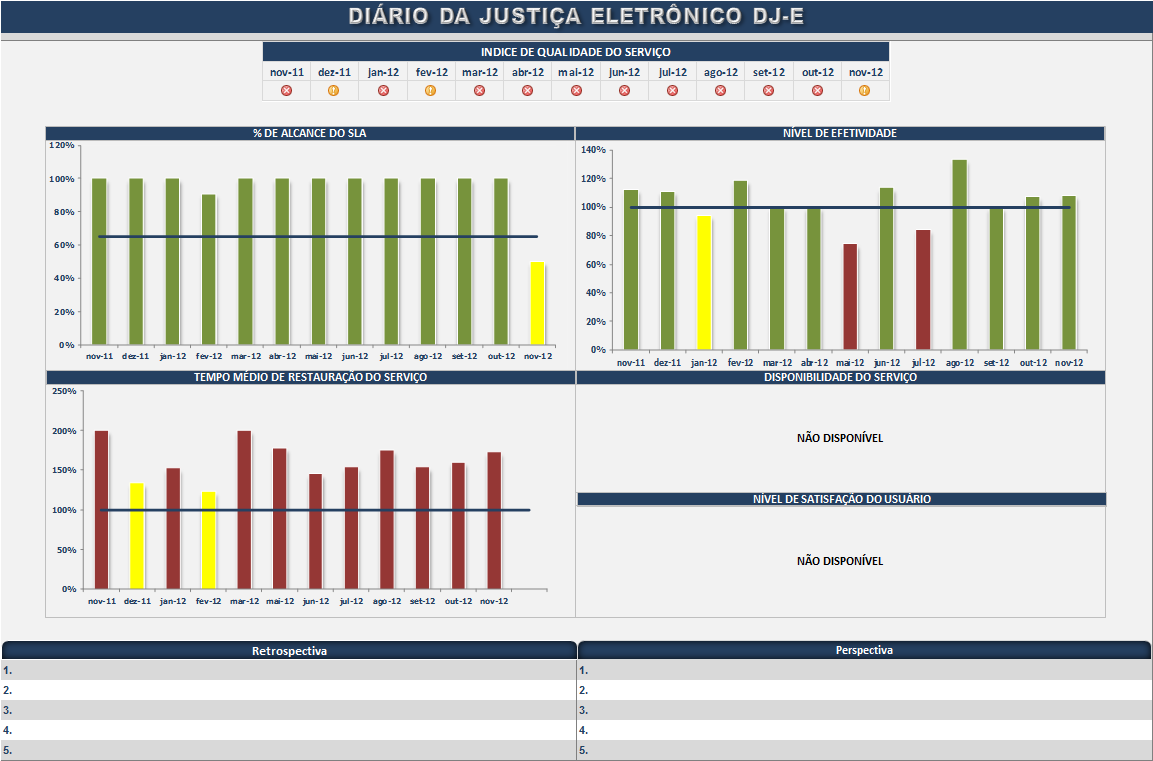 DIÁRIO DA JUSTIÇA ELETRÔNICO DJ-E
INDICE DE QUALIDADE DO SERVIÇO
nov-11 dez-11 jan-12 fev-12 mar-12 abr-12 mai-12 jun-12 jul-12 ago-12 set-12 out-12 nov-12
% DE ALCANCE DO SLA
120%
100%
80%
60%
40%
20%
0%
nov-11 dez-11 jan-12 fev-12 mar-12 abr-12 mai-12 jun-12 jul-12 ago-12 set-12 out-12 nov-12
NÍVEL DE EFETIVIDADE
140%
120%
100%
80%
60%
40%
20%
0%
nov-11 dez-11 jan-12 fev-12 mar-12 abr-12 mai-12 jun-12 jul-12 ago-12 set-12 out-12 nov-12
TEMPO MÉDIO DE RESTAURAÇÃO DO SERVIÇO
250%
200%
150%
100%
50%
0%
nov-11 dez-11 jan-12 fev-12 mar-12 mai-12 jun-12 jul-12 ago-12 set-12 out-12 nov-12
DISPONIBILIDADE DO SERVIÇO
NÃO DISPONÍVEL
NÍVEL DE SATISFAÇÃO DO USUÁRIO
NÃO DISPONÍVEL
Retrospectiva Perspectiva
1. 1.
2. 2.
3. 3.
4. 4.
5. 5.